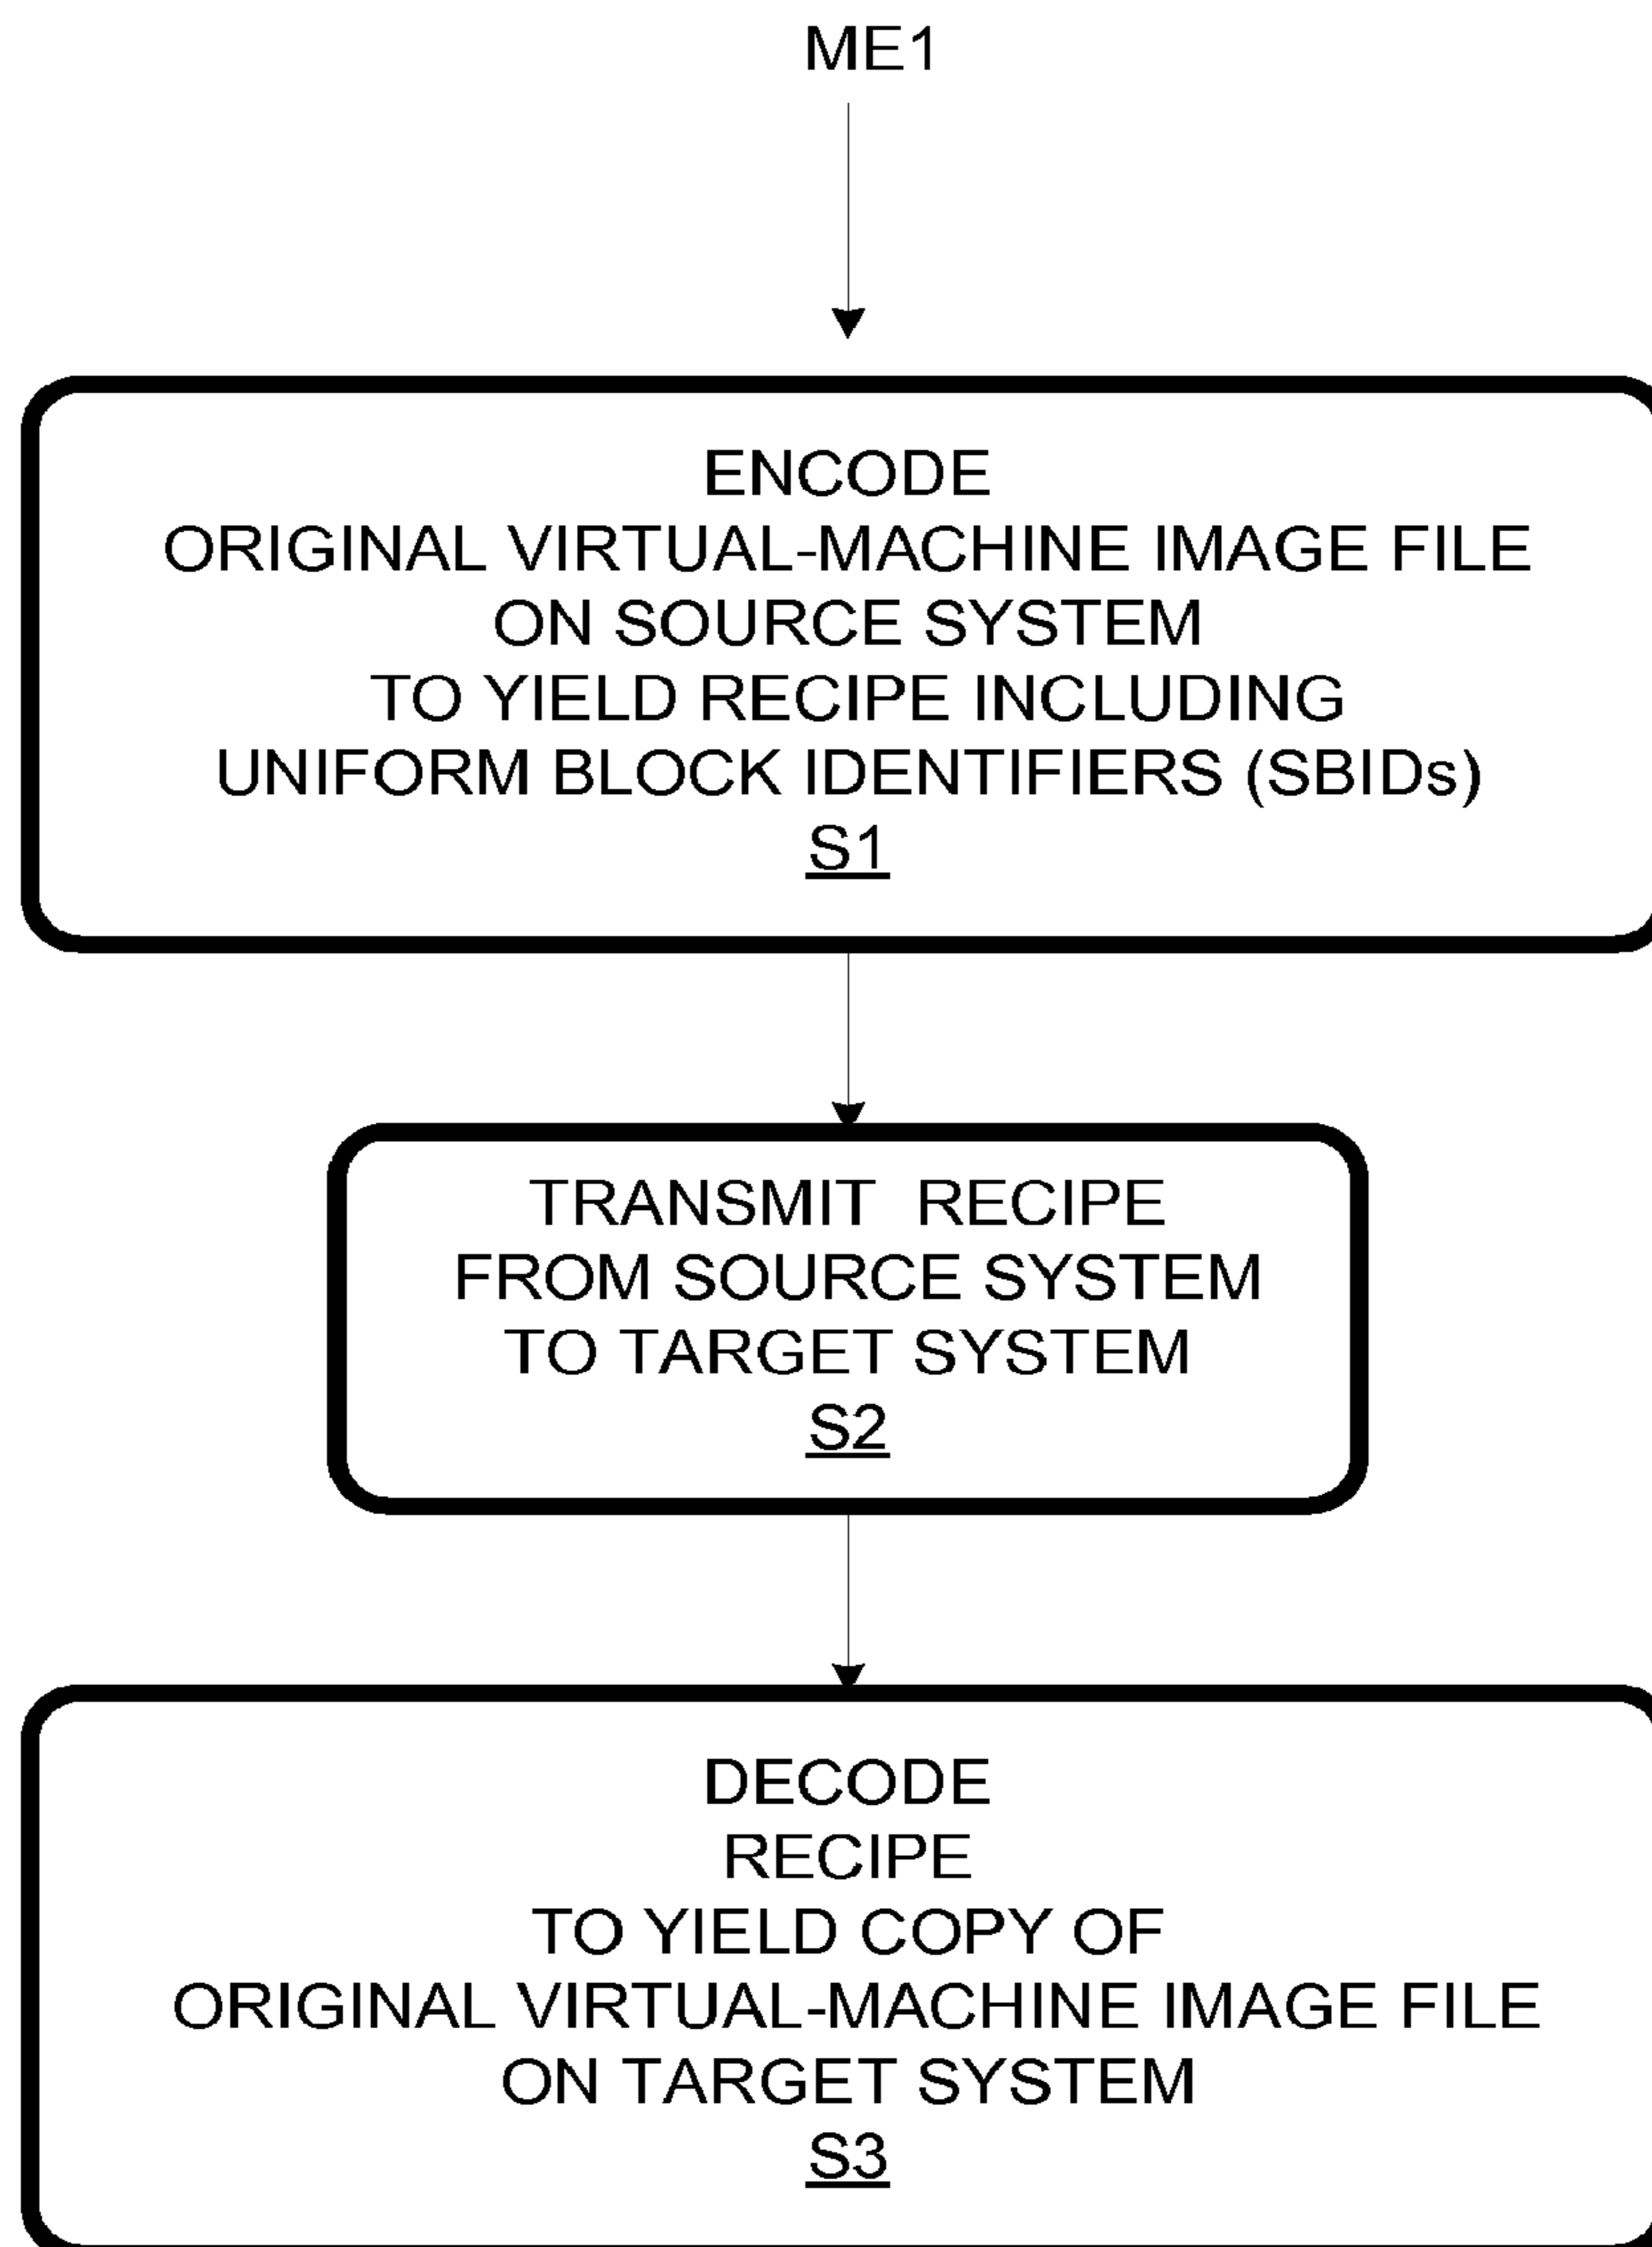 ME1
ENCODE
ORIGINAL VIRTUAL-MACHINE IMAGE FILE
ON SOURCE SYSTEM
TO YIELD RECIPE INCLUDING
UNIFORM BLOCK IDENTIFIERS (SBIDs)
S1
TRANSMIT RECIPE
FROM SOURCE SYSTEM
TO TARGET SYSTEM
S2
DECODE
RECIPE
TO YIELD COPY OF
ORIGINAL VIRTUAL-MACHINE IMAGE FILE
ON TARGET SYSTEM
S3